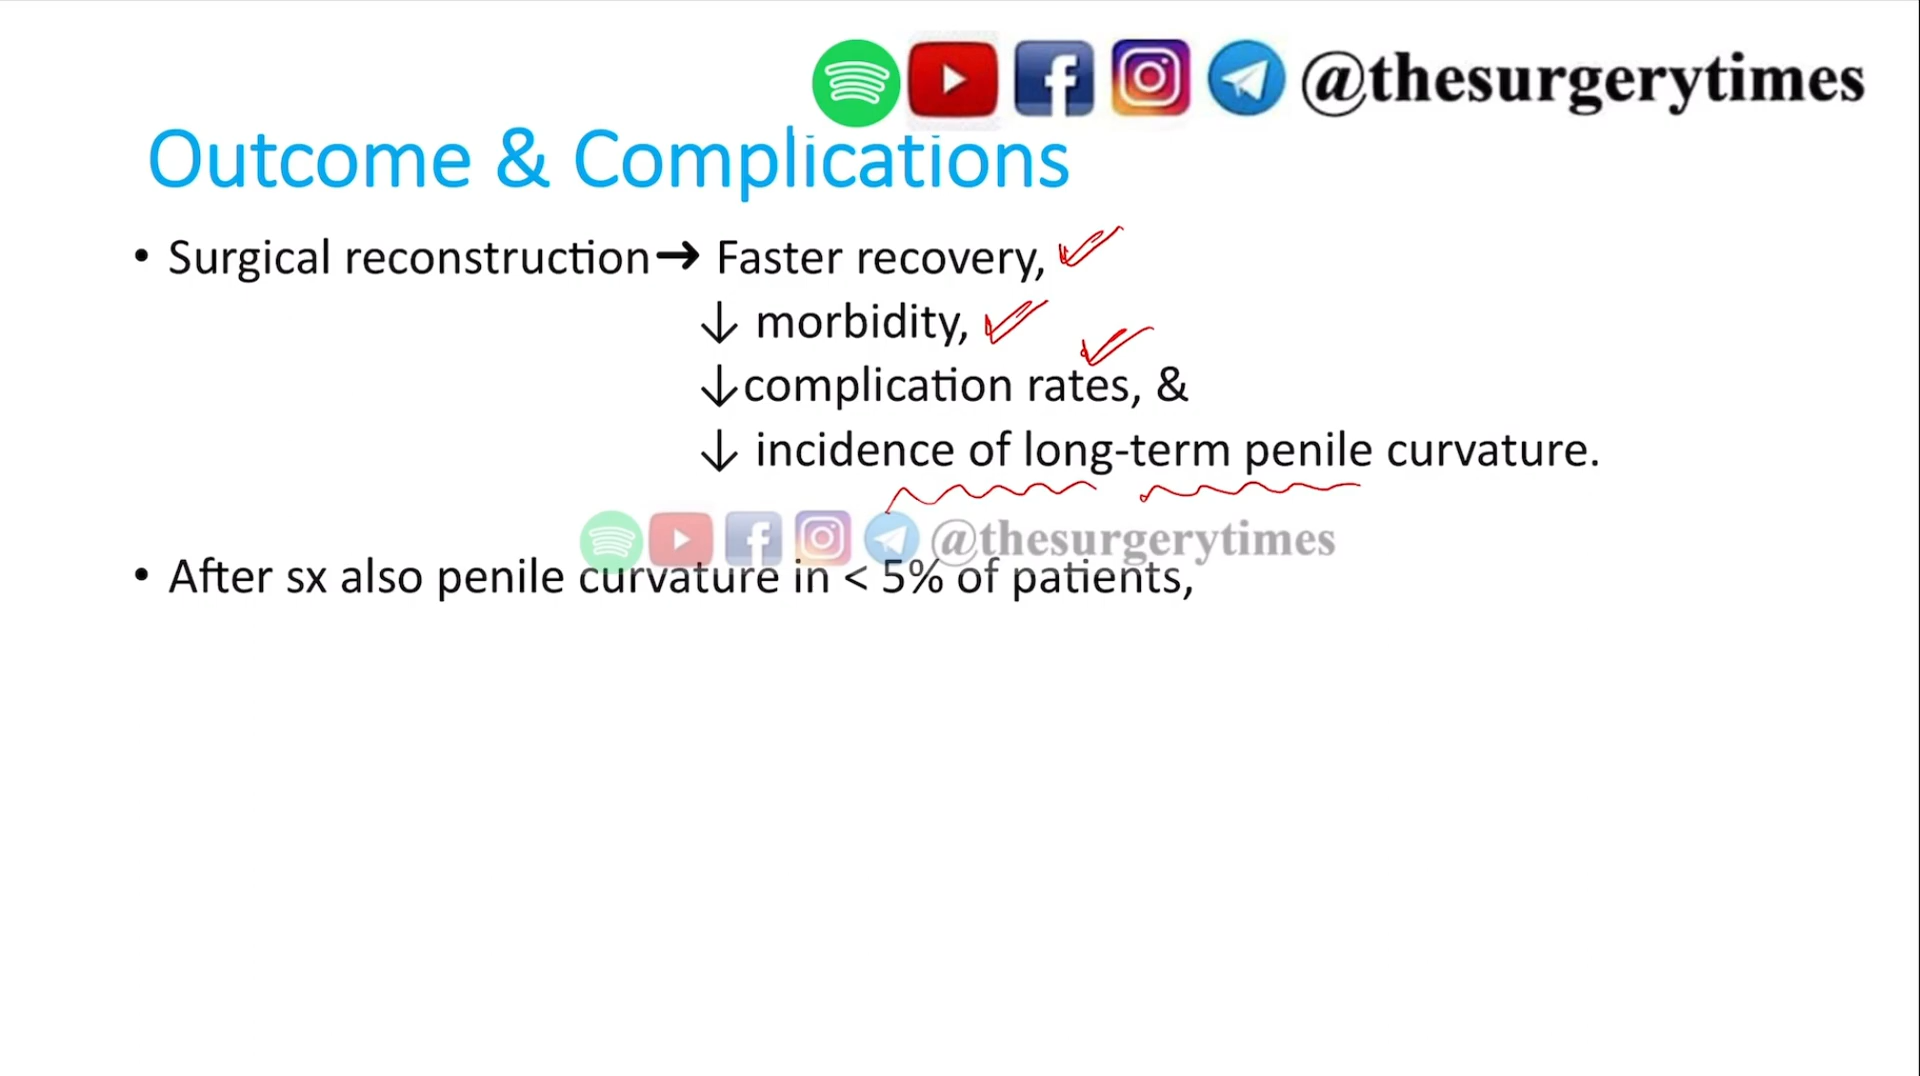 @thesurgerytimes
Outcome & Complications
• Surgical reconstruction→ Faster recovery,
↓ morbidity,
↓complication rates, &
↓ incidence of long-term penile curvature.
@thesurgerytimes
• After sx also penile curvature in < 5% of patients,